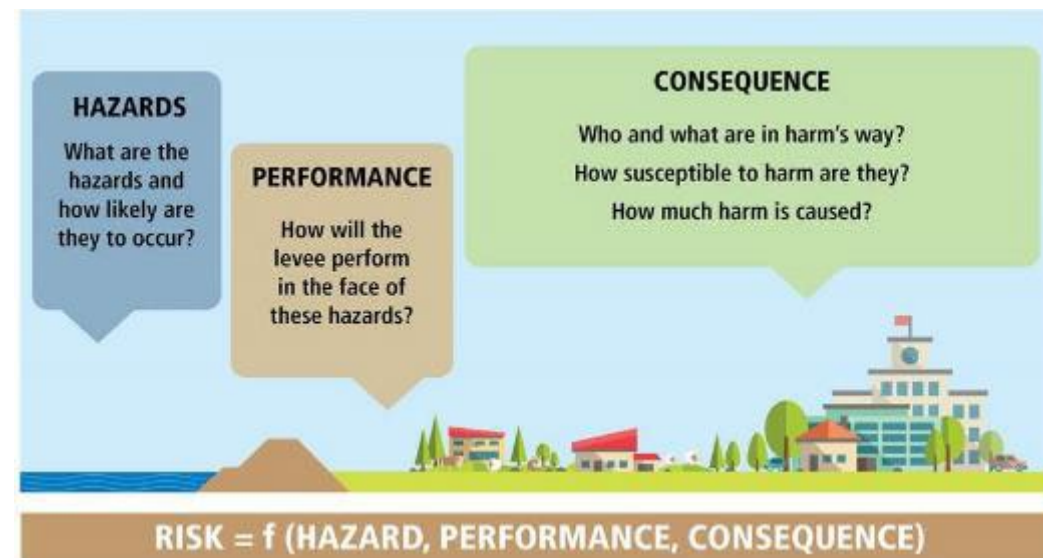 HAZARDS
What are the
hazards and
how likely are
they to occur?
PERFORMANCE
How will the
levee perform
in the face of
these hazards?
CONSEQUENCE
Who and what are in harm's way?
How susceptible to harm are they?
How much harm is caused?
RISK = f (HAZARD, PERFORMANCE, CONSEQUENCE)